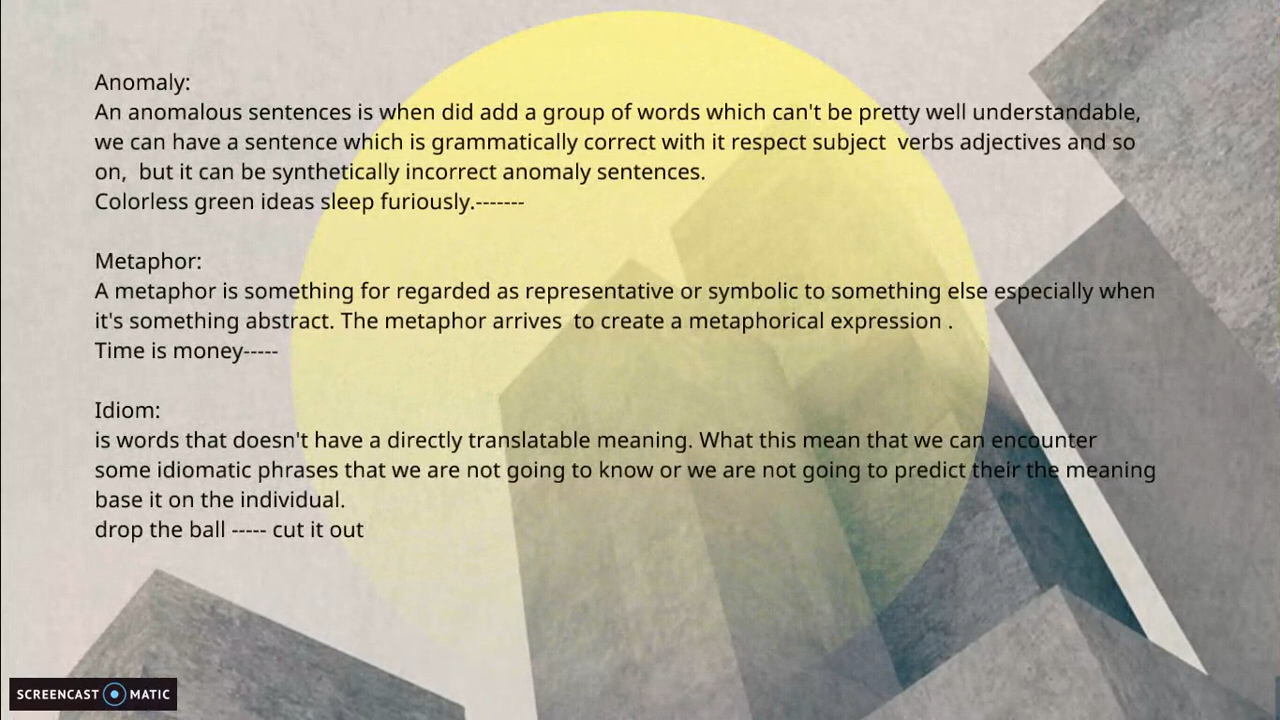 Anomaly:
An anomalous sentences is when did add a group of words which can't be pretty well understandable,
we can have a sentence which is grammatically correct with it respect subject  verbs adjectives and so
on,  but it can be synthetically incorrect anomaly sentences.
Colorless green ideas sleep furiously.-------
Metaphor:
A metaphor is something for regarded as representative or symbolic to something else especially when
it's something abstract. The metaphor arrives  to create a metaphorical expression .
Time is money-----
Idiom:
is words that doesn't have a directly translatable meaning. What this mean that we can encounter
some idiomatic phrases that we are not going to know or we are not going to predict their the meaning
base it on the individual.
drop the ball ----- cut it out
SCREENCAST MATIC